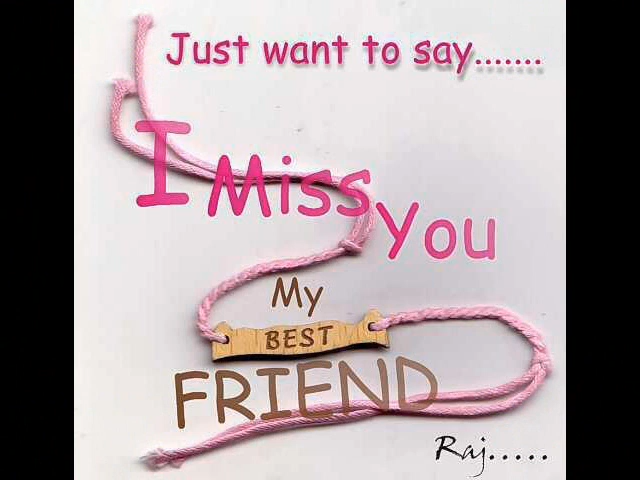 Just want to say.......
I Miss You
My
BEST
FRIEND
Raj.....